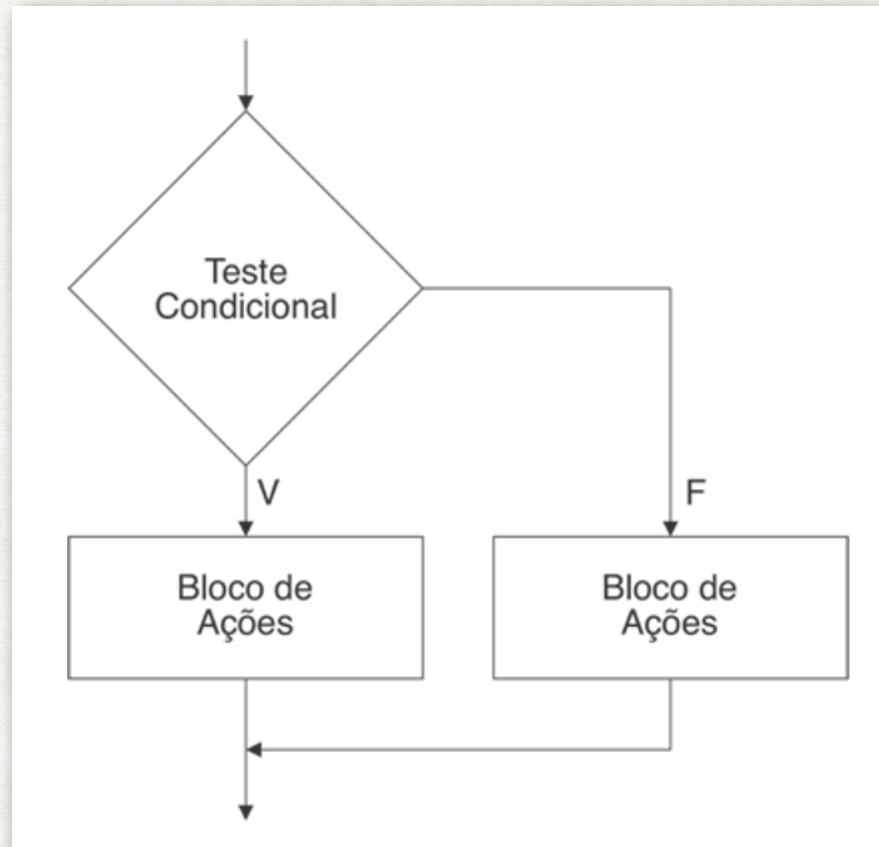 Teste
Condicional
V
F
Bloco de
Ações
Bloco de
Ações